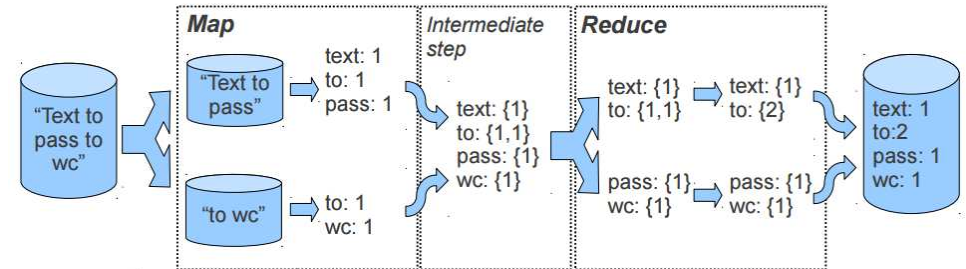 Map
Intermediate
step
Reduce
“Text to
pass to
wc”
“Text to
pass”
text: 1
to: 1
pass: 1
“to wc”
to: 1
wc: 1
text: {1}
to: {1,1}
pass: {1}
wc: {1}
text: {1}
to: {1,1}
text: {1}
to: {2}
pass: {1}
wc: {1}
pass: {1}
wc: {1}
text: 1
to:2
pass: 1
wc: 1